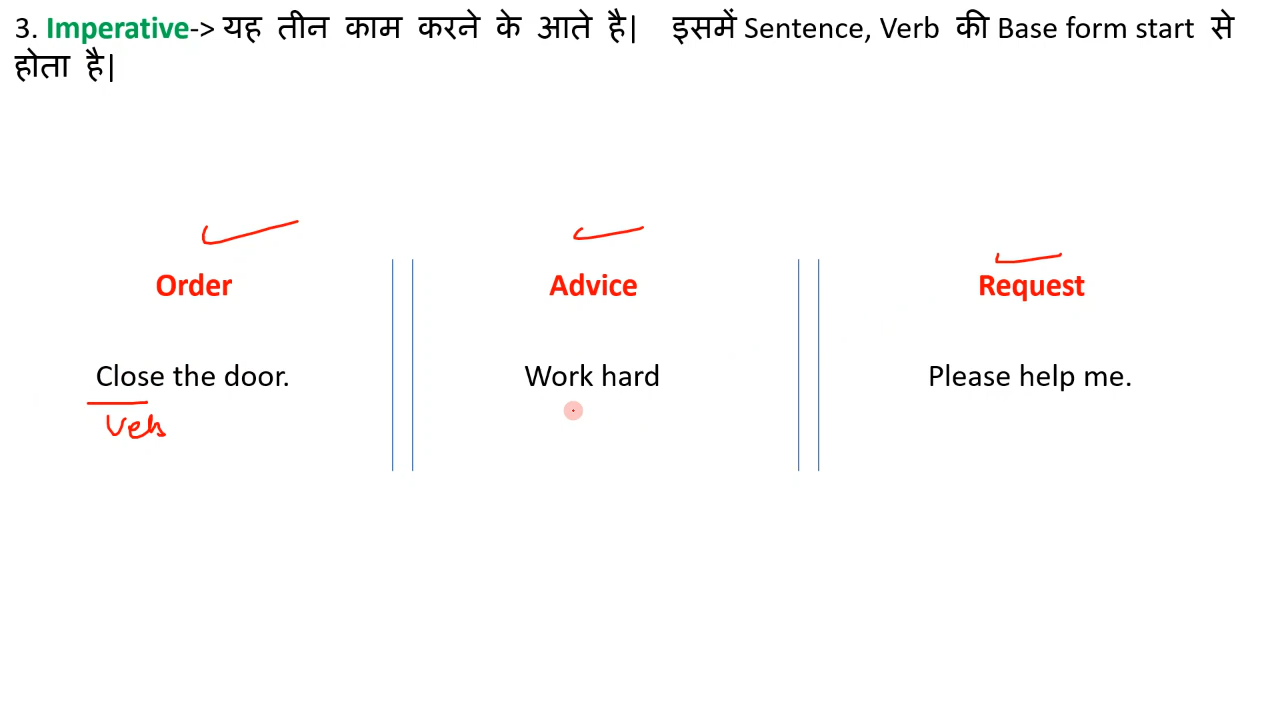 3. Imperative-> यह तीन काम करने के आते है| इसमें Sentence, Verb की Base form start से
होता है|
Order Advice Request
Close the door. Work hard Please help me.